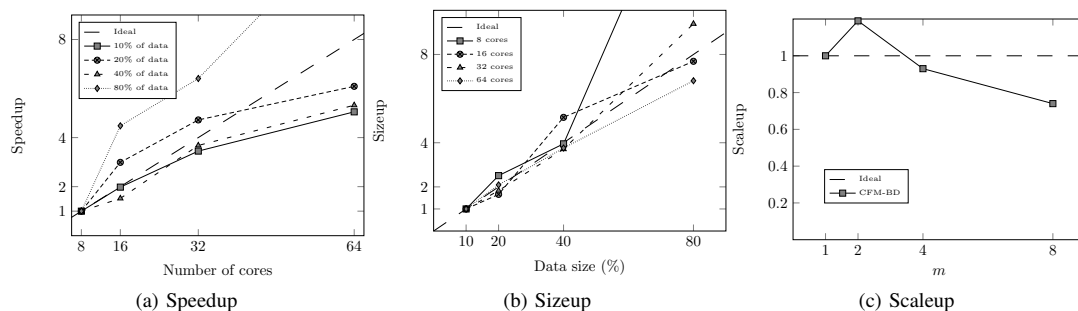 Speedup
8
4
2
1
8
16
32
64
Number of cores
Ideal
10% of data
20% of data
40% of data
80% of data
(a) Speedup
Sizeup
8
4
2
1
10
20
40
80
Data size (%)
Ideal
8 cores
16 cores
32 cores
64 cores
(b) Sizeup
Scaleup
1
0.8
0.6
0.4
0.2
1
2
4
8
m
Ideal
CFM-BD
(c) Scaleup